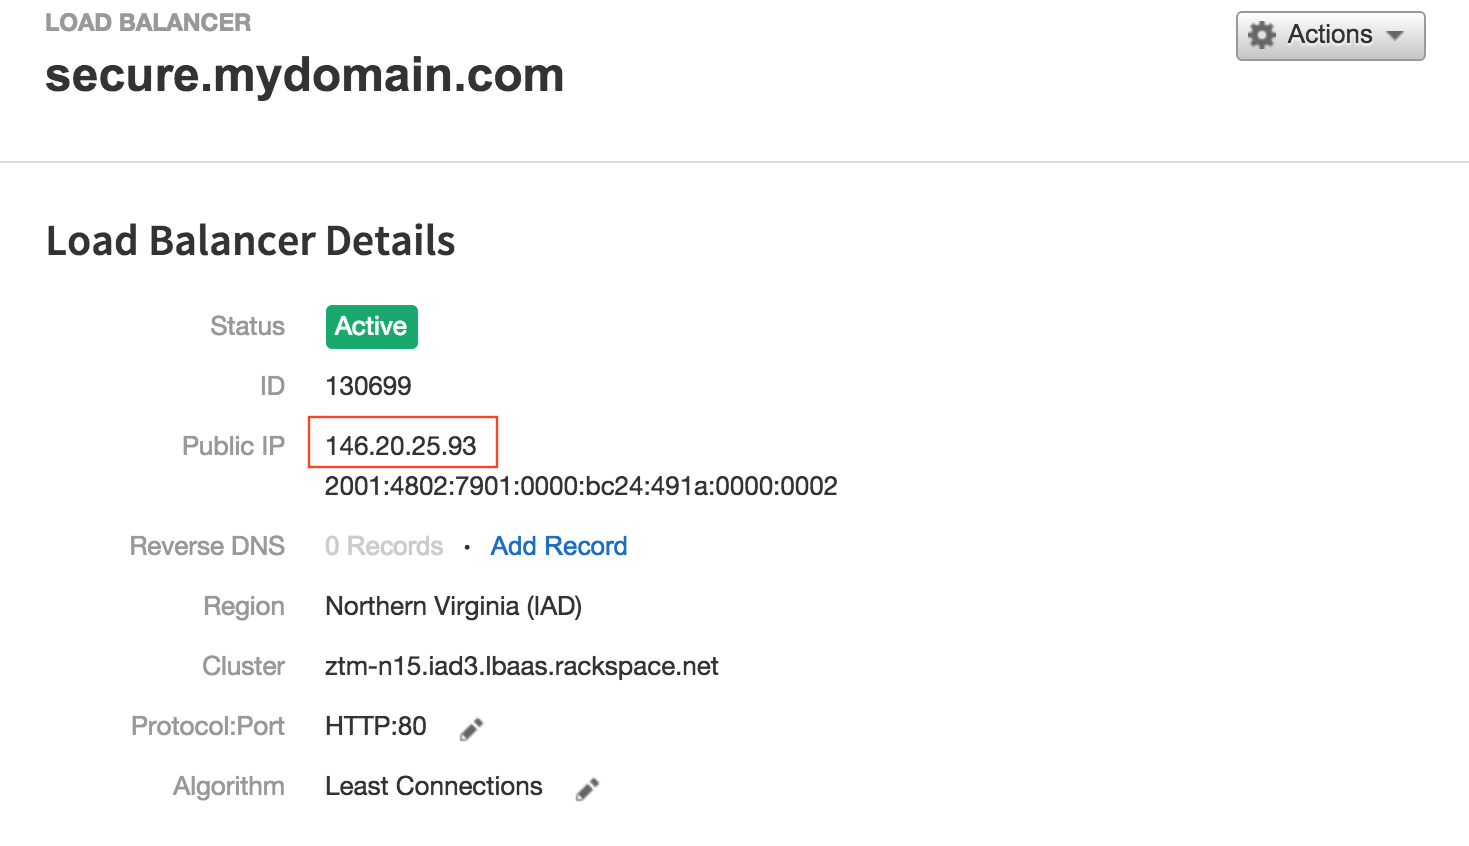 LOAD BALANCER
Actions
secure.mydomain.com
Load Balancer Details
Status Active
ID 130699
Public IP 146.20.25.93
2001:4802:7901:0000:bc24:491a:0000:0002
Reverse DNS 0 Records · Add Record
Region Northern Virginia (IAD)
Cluster ztm-n15.iad3.lbaas.rackspace.net
Protocol:Port HTTP:80
Algorithm Least Connections